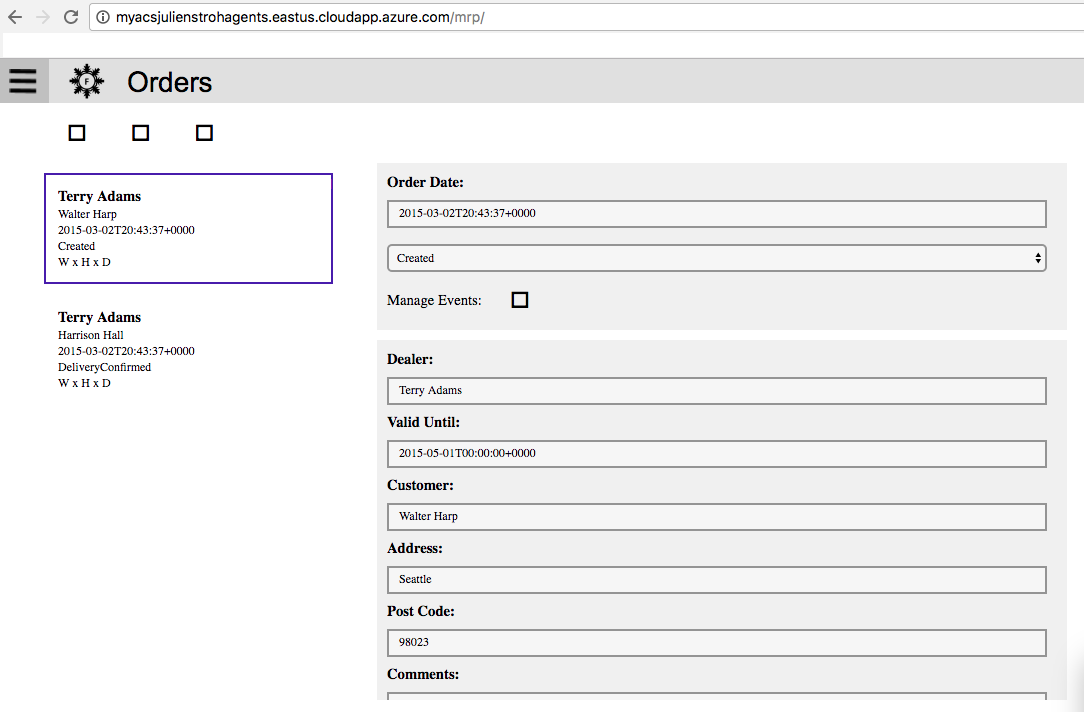 myacsjulienstrohagents.eastus.cloudapp.azure.com/mrp/
F
Orders
Terry Adams
Walter Harp
2015-03-02T20:43:37+0000
Created
W x H x D
Terry Adams
Harrison Hall
2015-03-02T20:43:37+0000
DeliveryConfirmed
W x H x D
Order Date:
2015-03-02T20:43:37+0000
Created
Manage Events:
Dealer:
Terry Adams
Valid Until:
2015-05-01T00:00:00+0000
Customer:
Walter Harp
Address:
Seattle
Post Code:
98023
Comments: